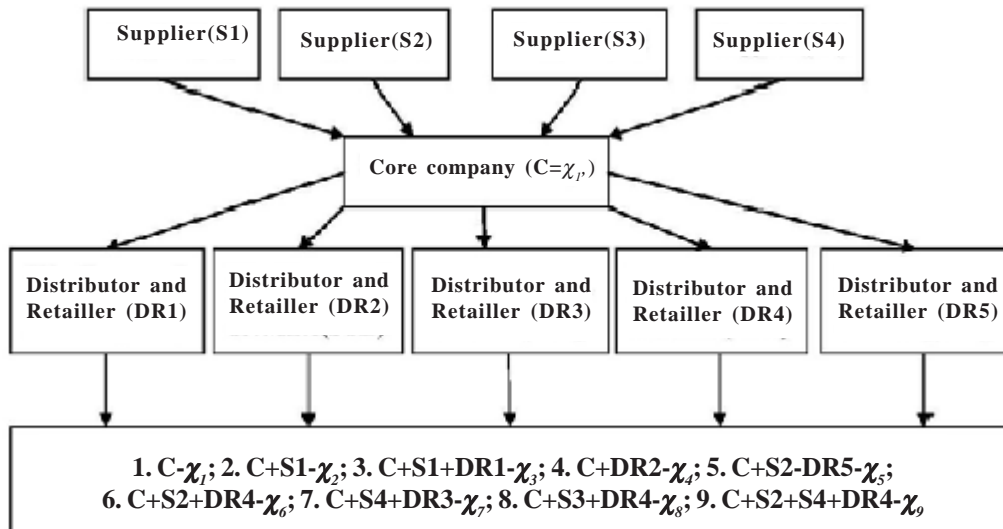 Supplier(S1)
Supplier(S2)
Supplier(S3)
Supplier(S4)
Core company (C=χ₁,)
Distributor and
Retailler (DR1)
Distributor and
Retailler (DR2)
Distributor and
Retailler (DR3)
Distributor and
Retailler (DR4)
Distributor and
Retailler (DR5)
1. C-χ₁; 2. C+S1-χ₂; 3. C+S1+DR1-χ₃; 4. C+DR2-χ₄; 5. C+S2-DR5-χ₅;
6. C+S2+DR4-χ₆; 7. C+S4+DR3-χ₇; 8. C+S3+DR4-χ₈; 9. C+S2+S4+DR4-χ₉